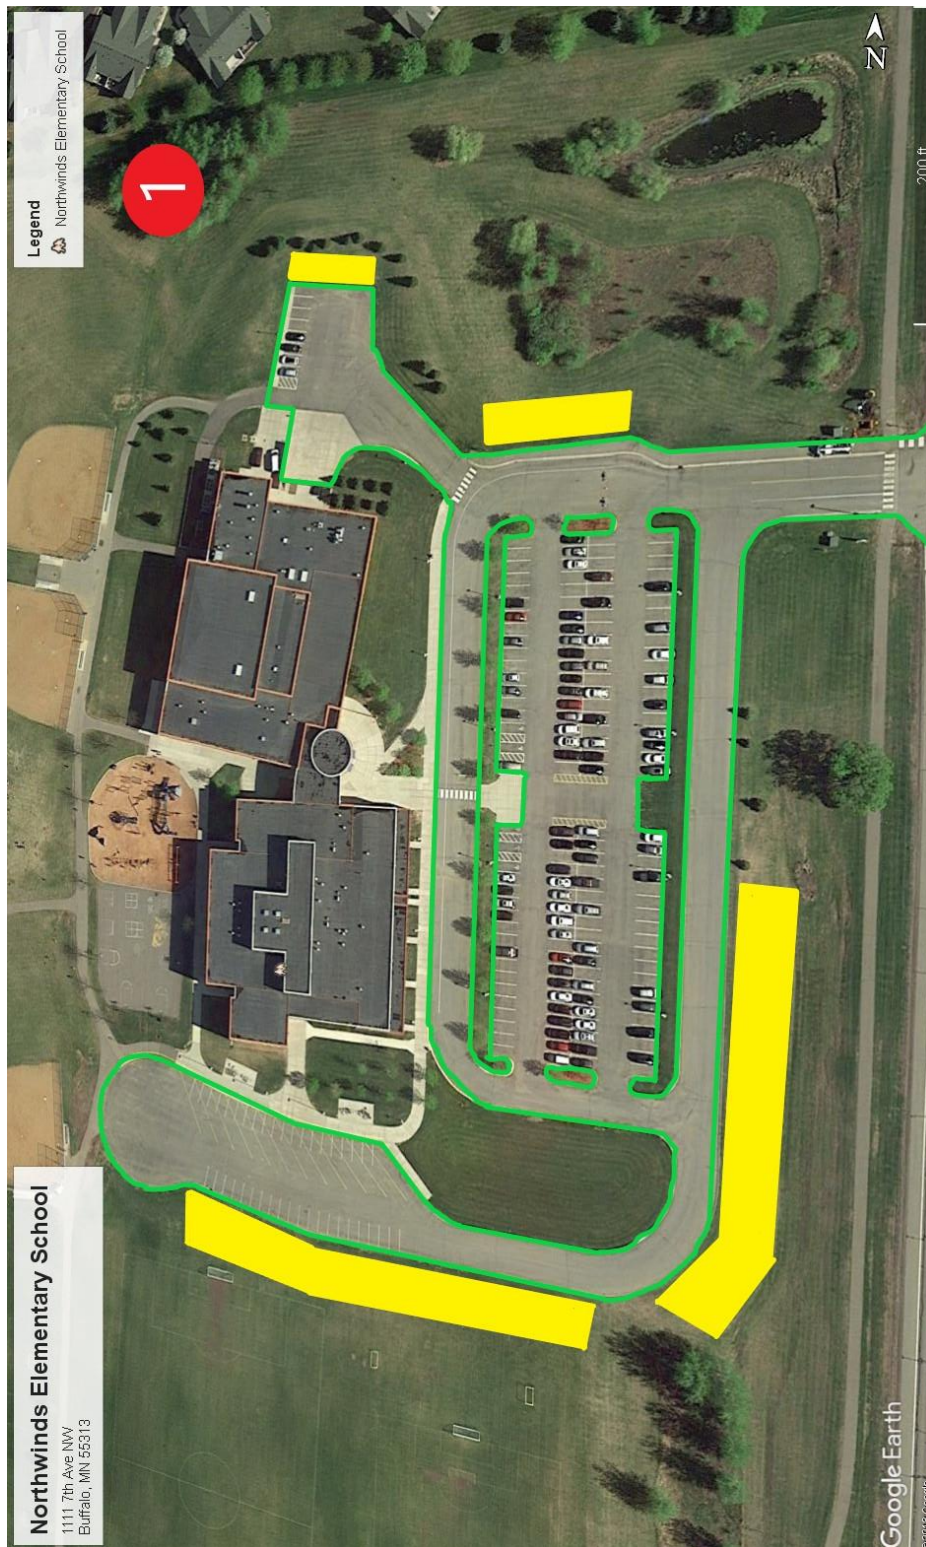 Northwinds Elementary School
1111 7th Ave NW
Buffalo, MN 55313
Legend
Northwinds Elementary School
1
N
Google Earth
200 ft